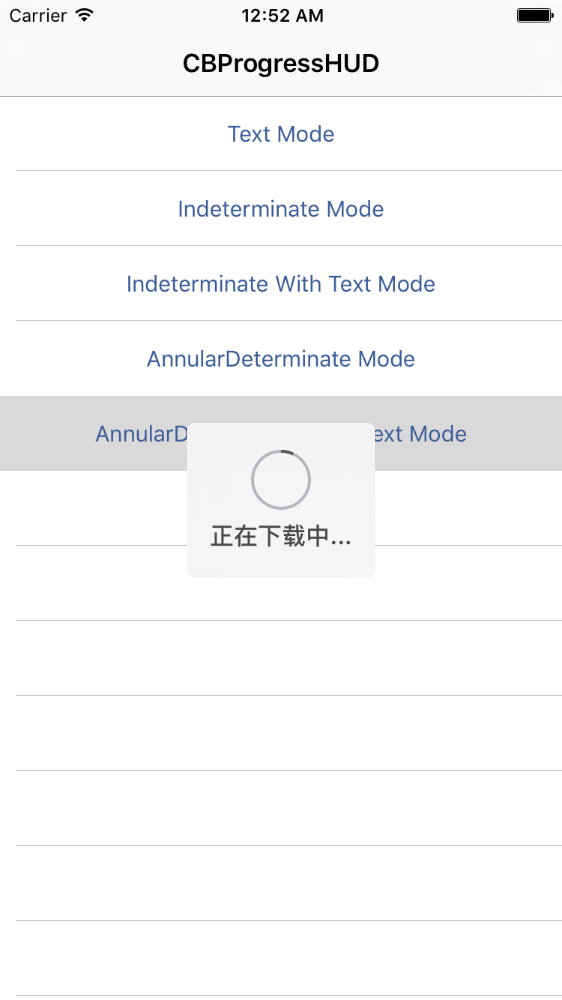 Carrier 12:52 AM
CBProgressHUD
Text Mode
Indeterminate Mode
Indeterminate With Text Mode
AnnularDeterminate Mode
AnnularD ext Mode
正在下载中...